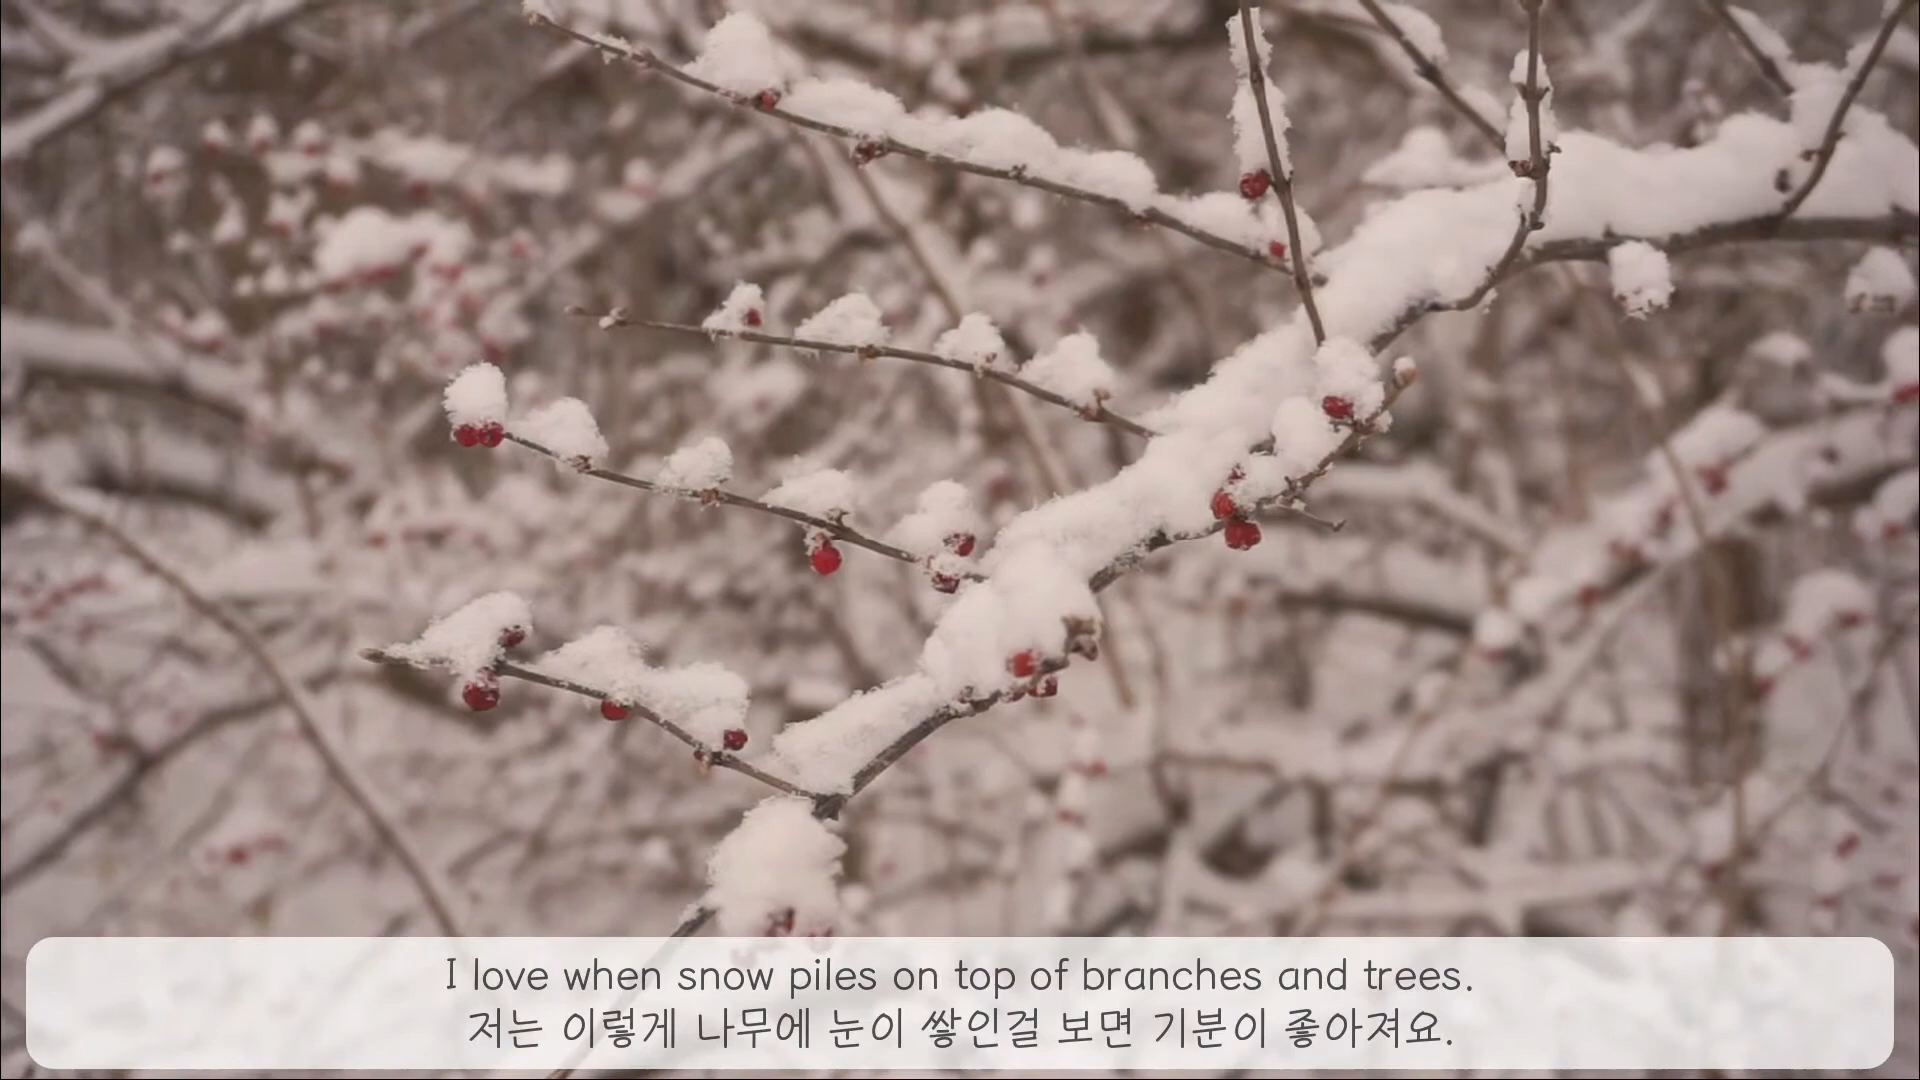 I love when snow piles on top of branches and trees.
저는 이렇게 나무에 눈이 쌓인걸 보면 기분이 좋아져요.